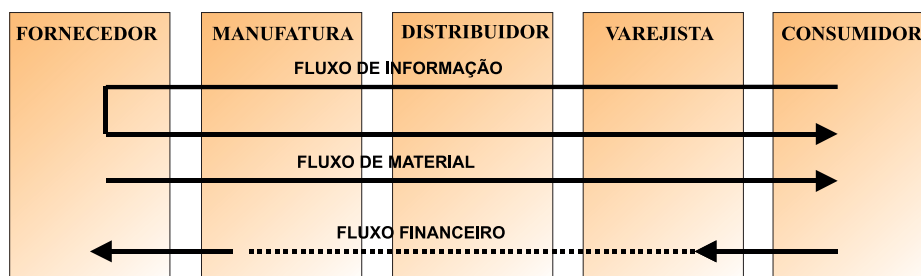 FORNECEDOR MANUFATURA DISTRIBUIDOR VAREJISTA CONSUMIDOR
FLUXO DE INFORMAÇÃO
FLUXO DE MATERIAL
FLUXO FINANCEIRO